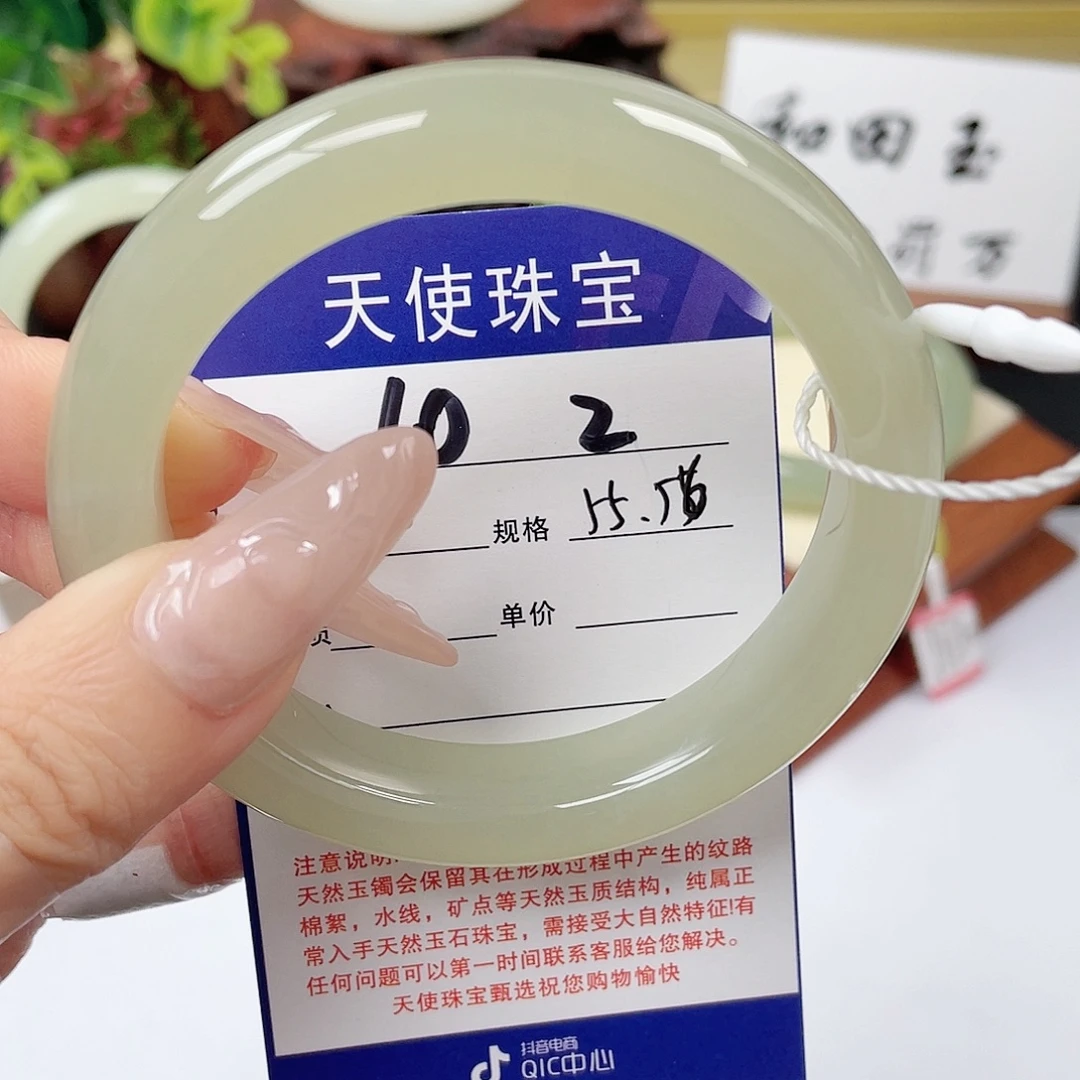 和田玉
万
天使珠宝
10 2
规格 15.58
单价
注意说明
天然玉镯会保留其在形成过程中产生的纹路
棉絮，水线，矿点等天然玉质结构，纯属正
常入手天然玉石珠宝，需接受大自然特征!有
任何问题可以第一时间联系客服给您解决。
天使珠宝甄选祝您购物愉快
抖音电商
QIC中心